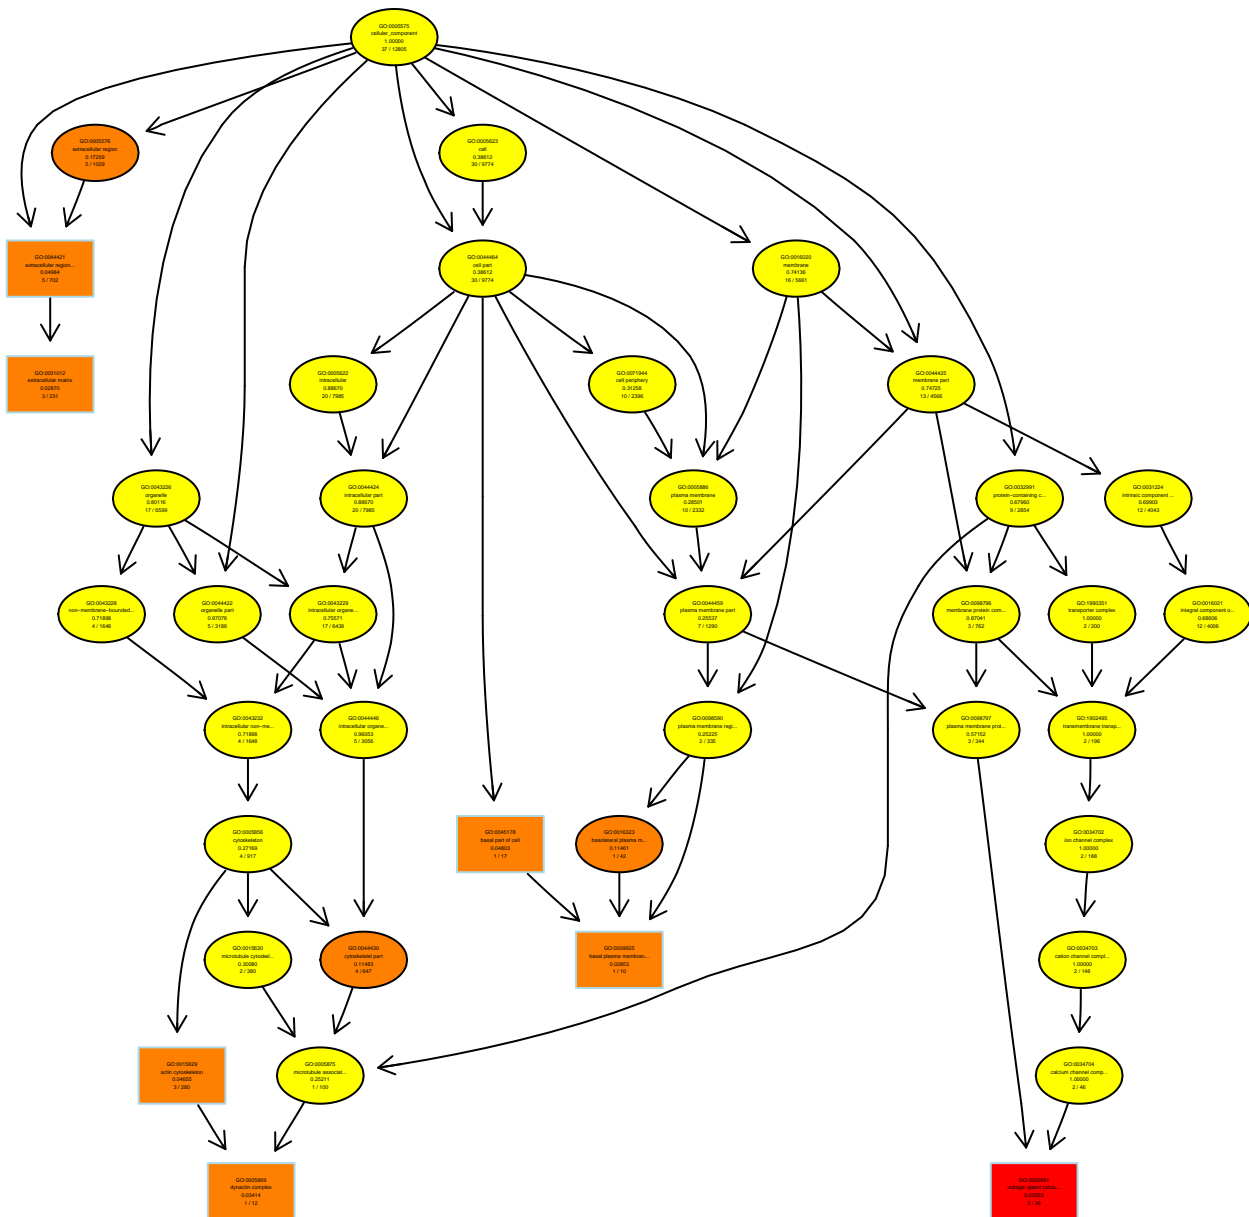 GO:0005575
cellular_component
1.00000
37 / 12805
GO:0005576
extracellular region
0.17259
5 / 1029
GO:0005623
cell
0.38612
30 / 9774
GO:0044421
extracellular region...
0.04984
5 / 702
GO:0044464
cell part
0.38612
30 / 9774
GO:0016020
membrane
0.74136
16 / 5661
GO:0031012
extracellular matrix
0.02870
3 / 231
GO:0005622
intracellular
0.88670
20 / 7985
GO:0071944
cell periphery
0.31258
10 / 2396
GO:0044425
membrane part
0.74725
13 / 4566
GO:0043226
organelle
0.80116
17 / 6599
GO:0044424
intracellular part
0.88670
20 / 7985
GO:0005886
plasma membrane
0.28501
10 / 2332
GO:0032991
protein-containing c...
0.67960
9 / 2854
GO:0031224
intrinsic component ...
0.69903
12 / 4043
GO:0043228
non-membrane-bounded...
0.71898
4 / 1648
GO:0044422
organelle part
0.97076
5 / 3186
GO:0043229
intracellular organe...
0.75571
17 / 6439
GO:0044459
plasma membrane part
0.25537
7 / 1290
GO:0098796
membrane protein com...
0.87041
3 / 762
GO:1990351
transporter complex
1.00000
2 / 200
GO:0016021
integral component o...
0.68606
12 / 4006
GO:0043232
intracellular non-me...
0.71898
4 / 1648
GO:0044446
intracellular organe...
0.96053
5 / 3056
GO:0098590
plasma membrane regi...
0.25225
2 / 335
GO:0098797
plasma membrane prot...
0.57152
3 / 344
GO:1902495
transmembrane transp...
1.00000
2 / 196
GO:0005856
cytoskeleton
0.27169
4 / 917
GO:0045178
basal part of cell
0.04803
1 / 17
GO:0016323
basolateral plasma m...
0.11461
1 / 42
GO:0034702
ion channel complex
1.00000
2 / 188
GO:0015630
microtubule cytoskel...
0.30080
2 / 380
GO:0044430
cytoskeletal part
0.11483
4 / 647
GO:0009925
basal plasma membran...
0.02853
1 / 10
GO:0034703
cation channel compl...
1.00000
2 / 148
GO:0015629
actin cytoskeleton
0.04655
3 / 280
GO:0005875
microtubule associat...
0.25211
1 / 100
GO:0034704
calcium channel comp...
1.00000
2 / 46
GO:0005869
dynactin complex
0.03414
1 / 12
GO:0005891
voltage-gated calciu...